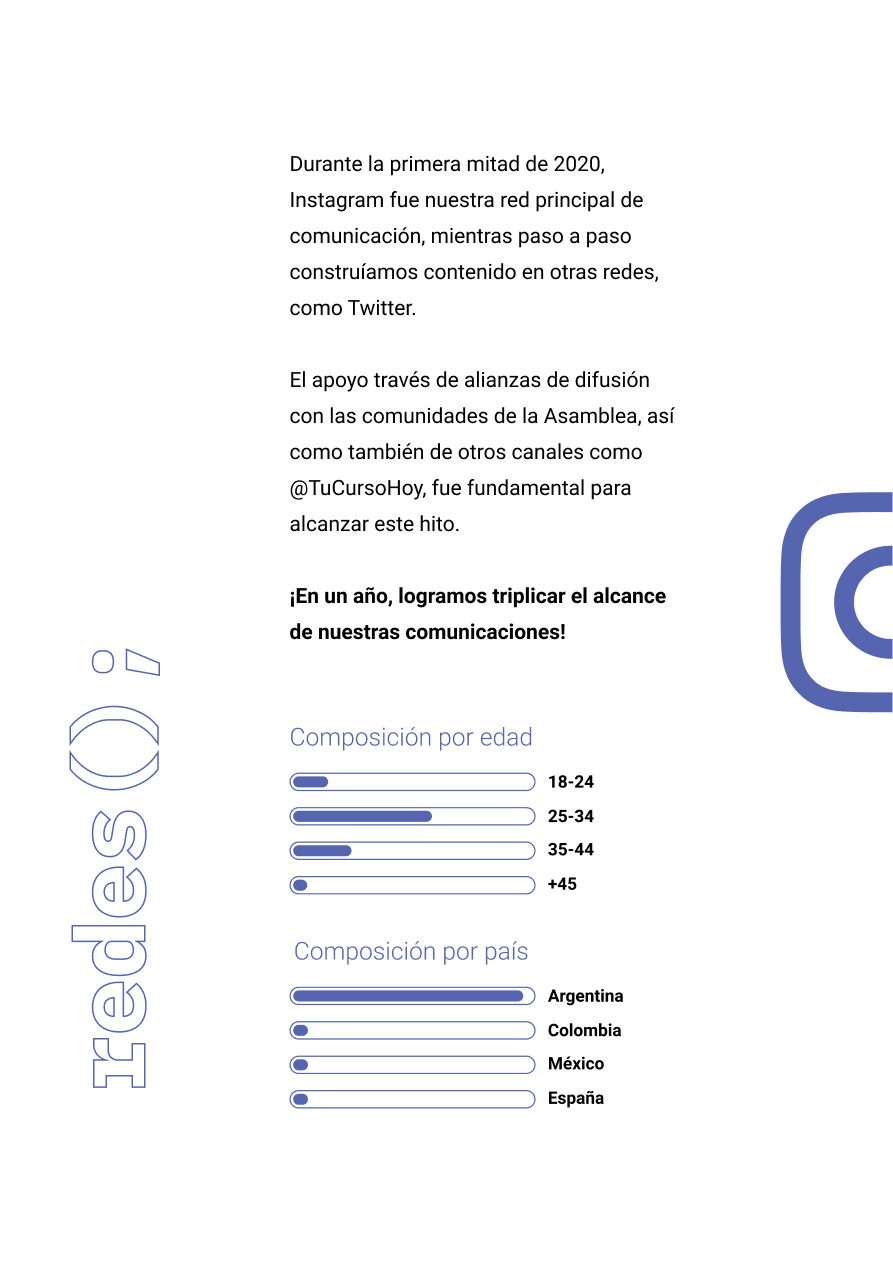 Durante la primera mitad de 2020,
Instagram fue nuestra red principal de
comunicación, mientras paso a paso
construíamos contenido en otras redes,
como Twitter.
El apoyo través de alianzas de difusión
con las comunidades de la Asamblea, así
como también de otros canales como
@TuCursoHoy, fue fundamental para
alcanzar este hito.
¡En un año, logramos triplicar el alcance
de nuestras comunicaciones!
redes();
Composición por edad
18-24
25-34
35-44
+45
Composición por país
Argentina
Colombia
México
España